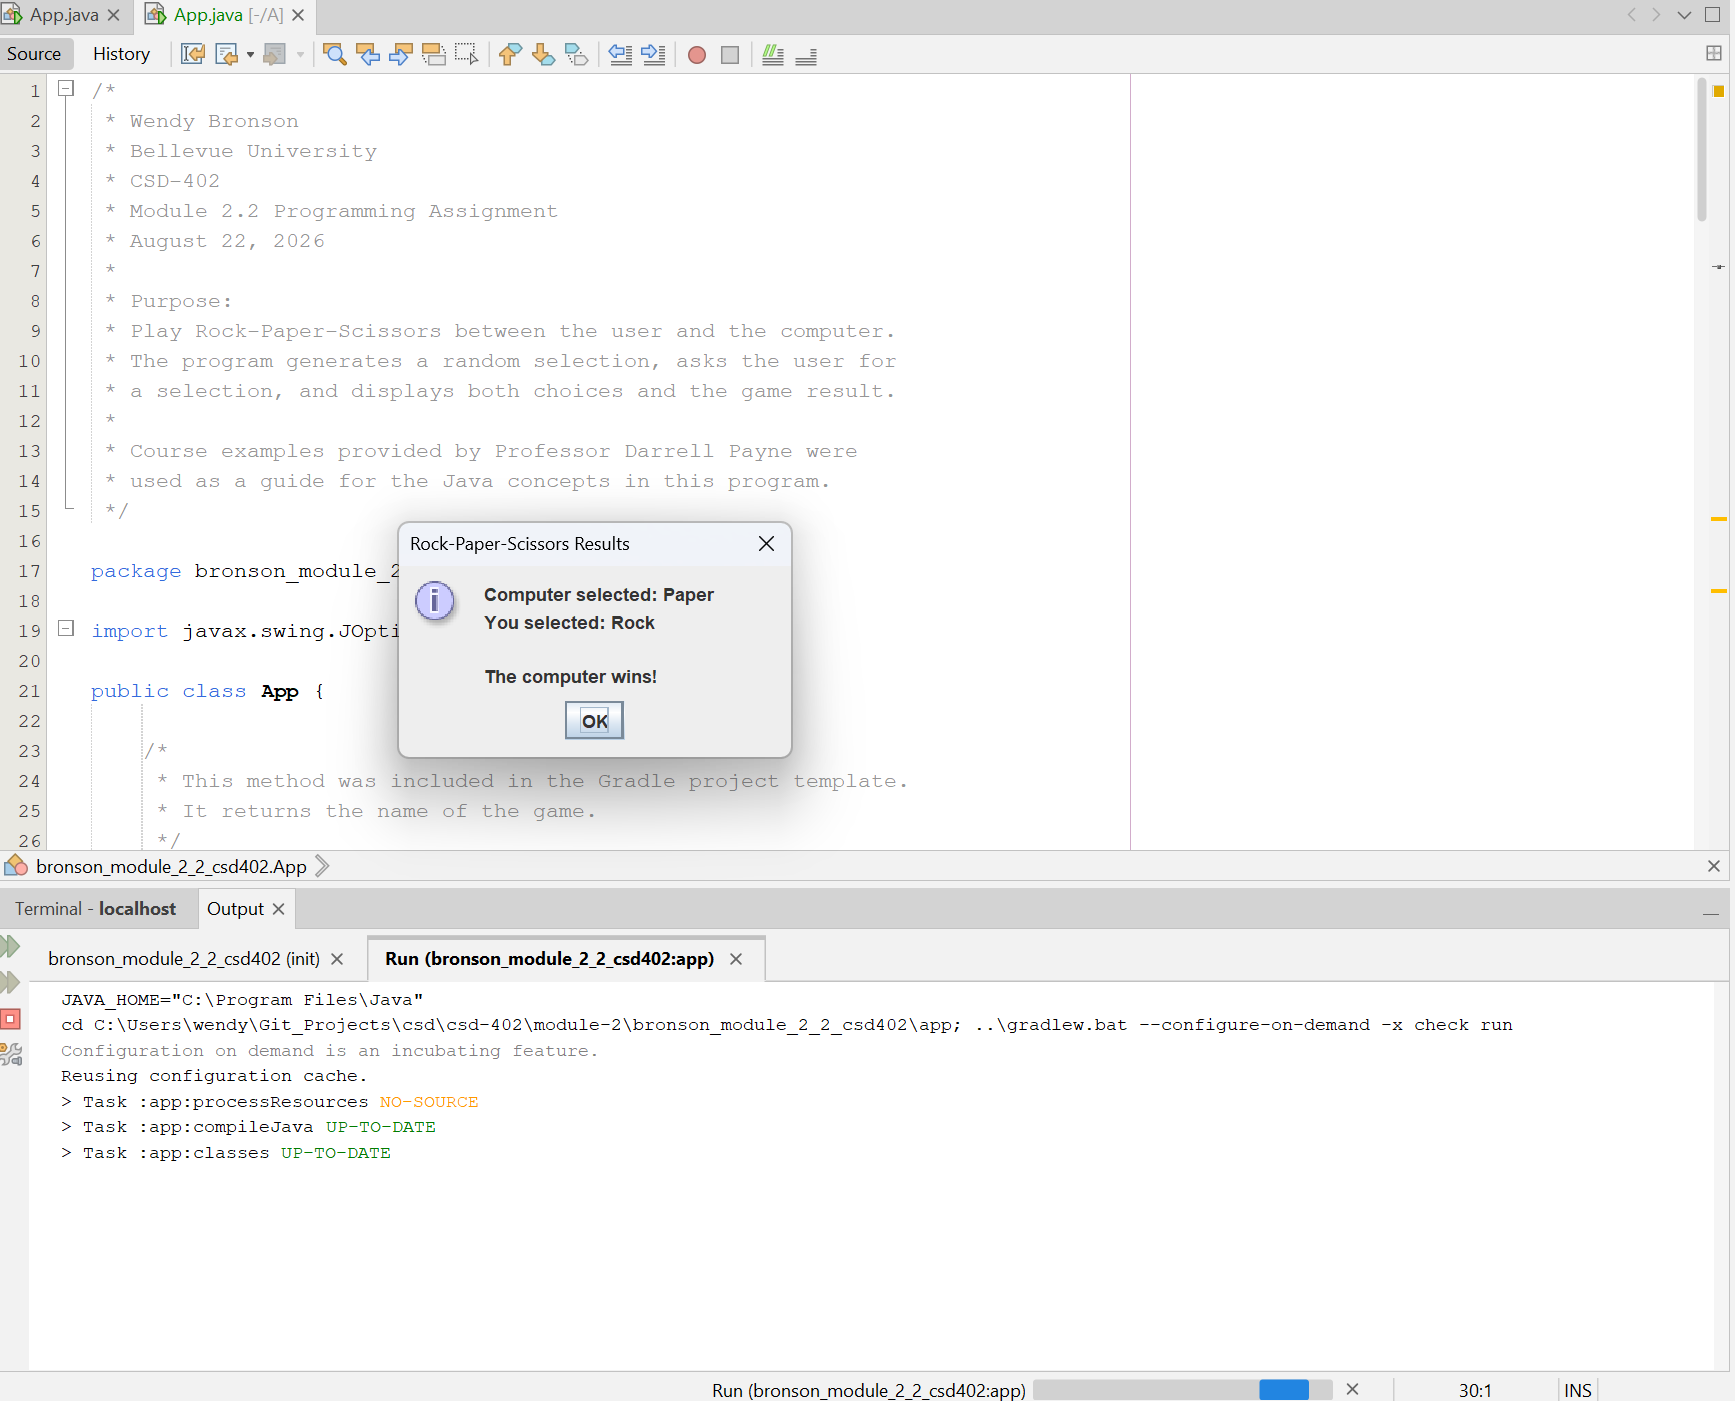 App.java
App.java [-/A]
Source History
1 /*
2 * Wendy Bronson
3 * Bellevue University
4 * CSD-402
5 * Module 2.2 Programming Assignment
6 * August 22, 2026
7 *
8 * Purpose:
9 * Play Rock-Paper-Scissors between the user and the computer.
10 * The program generates a random selection, asks the user for
11 * a selection, and displays both choices and the game result.
12 *
13 * Course examples provided by Professor Darrell Payne were
14 * used as a guide for the Java concepts in this program.
15 */
16
17 package bronson_module_2
18
19 import javax.swing.JOpti
20
21 public class App {
22
23 /*
24 * This method was included in the Gradle project template.
25 * It returns the name of the game.
26 */
Rock-Paper-Scissors Results
Computer selected: Paper
You selected: Rock
The computer wins!
OK
bronson_module_2_2_csd402.App
Terminal - localhost
Output
bronson_module_2_2_csd402 (init)
Run (bronson_module_2_2_csd402:app)
JAVA_HOME="C:\Program Files\Java"
cd C:\Users\wendy\Git_Projects\csd\csd-402\module-2\bronson_module_2_2_csd402\app; ..\gradlew.bat --configure-on-demand -x check run
Configuration on demand is an incubating feature.
Reusing configuration cache.
> Task :app:processResources NO-SOURCE
> Task :app:compileJava UP-TO-DATE
> Task :app:classes UP-TO-DATE
Run (bronson_module_2_2_csd402:app)
30:1
INS